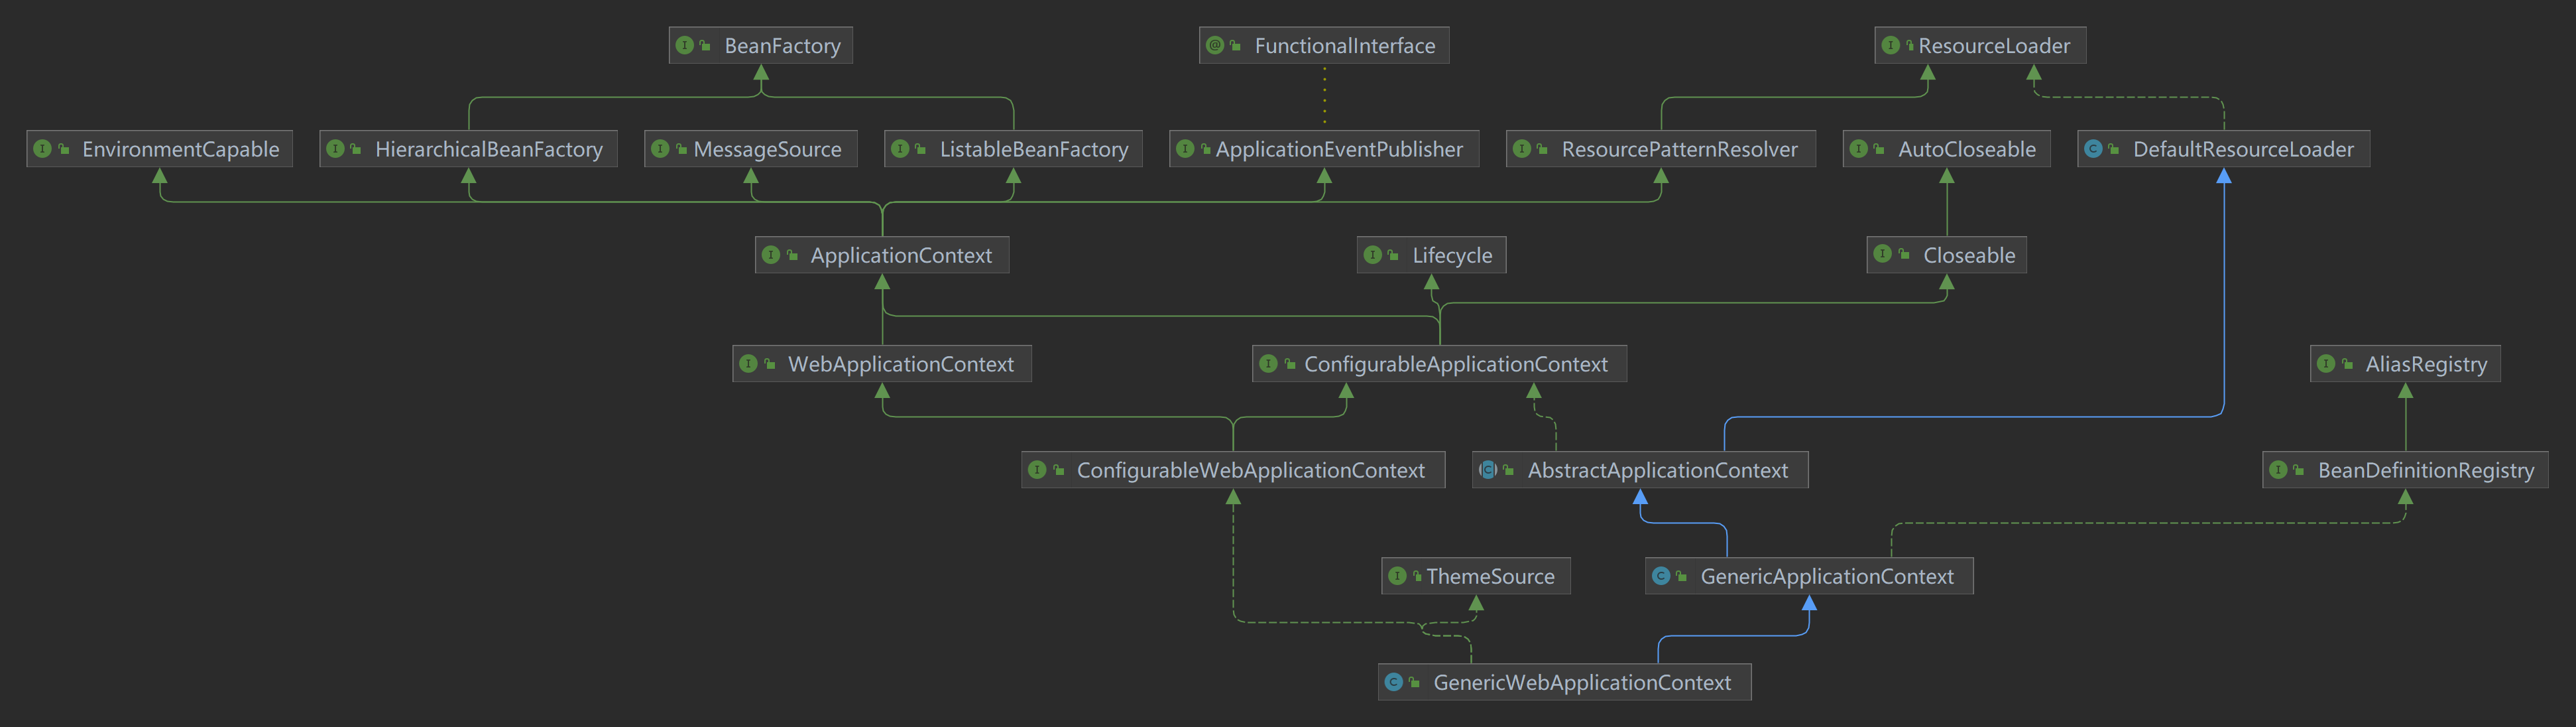 BeanFactory
FunctionalInterface
ResourceLoader
EnvironmentCapable
HierarchicalBeanFactory
MessageSource
ListableBeanFactory
ApplicationEventPublisher
ResourcePatternResolver
AutoCloseable
DefaultResourceLoader
ApplicationContext
Lifecycle
Closeable
WebApplicationContext
ConfigurableApplicationContext
AliasRegistry
ConfigurableWebApplicationContext
AbstractApplicationContext
BeanDefinitionRegistry
ThemeSource
GenericApplicationContext
GenericWebApplicationContext